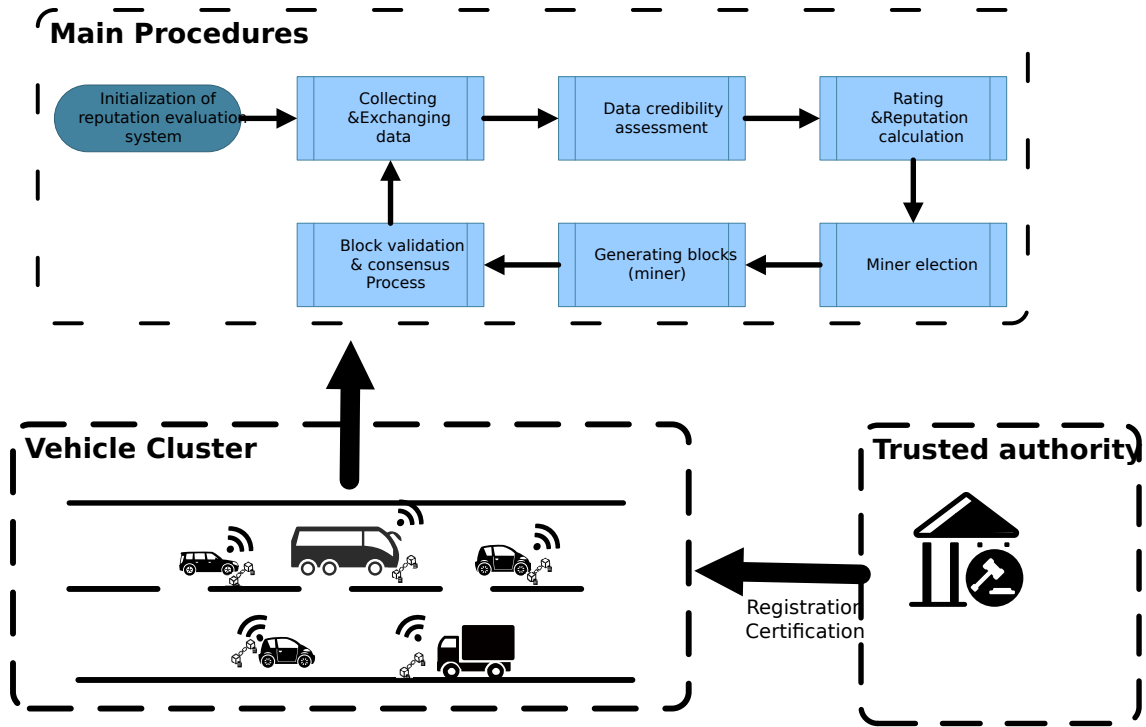 Main Procedures
Initialization of
reputation evaluation
system
Collecting
&Exchanging
data
Data credibility
assessment
Rating
&Reputation
calculation
Block validation
& consensus
Process
Generating blocks
(miner)
Miner election
Vehicle Cluster
Trusted authority
Registration
Certification